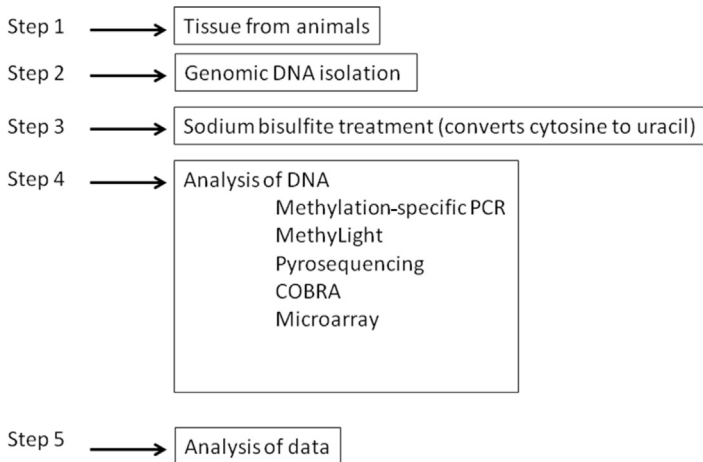 Step 1 Tissue from animals
Step 2 Genomic DNA isolation
Step 3 Sodium bisulfite treatment (converts cytosine to uracil)
Step 4 Analysis of DNA
Methylation-specific PCR
MethyLight
Pyrosequencing
COBRA
Microarray
Step 5 Analysis of data